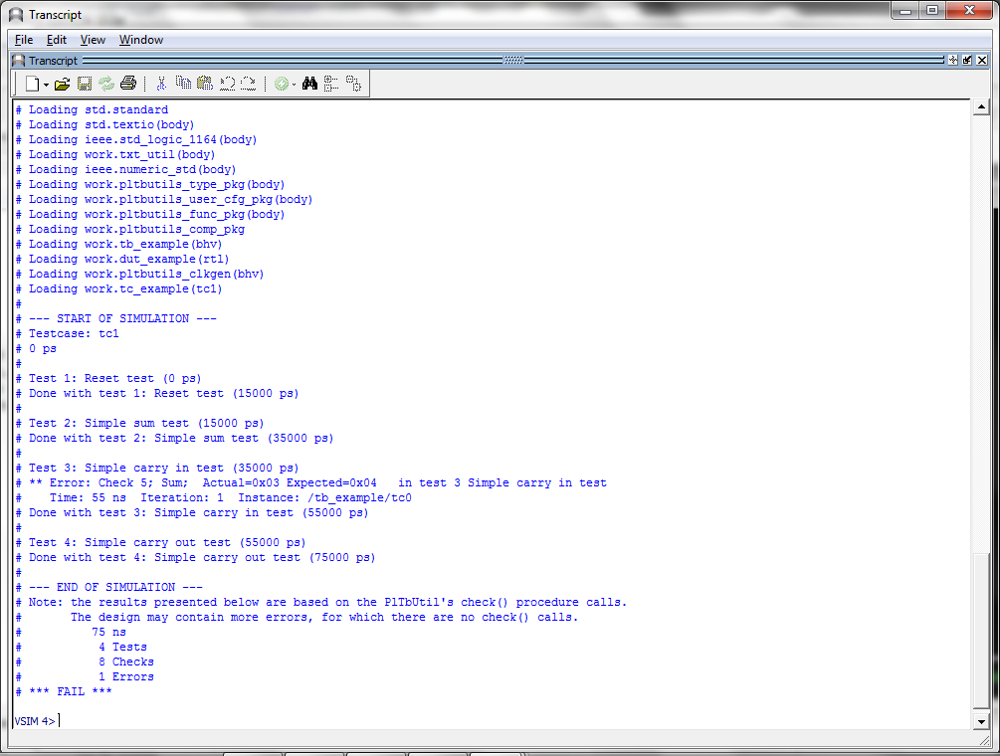 Transcript
File Edit View Window
Transcript
# Loading std.standard
# Loading std.textio(body)
# Loading ieee.std_logic_1164(body)
# Loading work.txt_util(body)
# Loading ieee.numeric_std(body)
# Loading work.pltbutils_type_pkg(body)
# Loading work.pltbutils_user_cfg_pkg(body)
# Loading work.pltbutils_func_pkg(body)
# Loading work.pltbutils_comp_pkg
# Loading work.tb_example(bhv)
# Loading work.dut_example(rtl)
# Loading work.pltbutils_clkgen(bhv)
# Loading work.tc_example(tc1)
#
# --- START OF SIMULATION ---
# Testcase: tc1
# 0 ps
#
# Test 1: Reset test (0 ps)
# Done with test 1: Reset test (15000 ps)
#
# Test 2: Simple sum test (15000 ps)
# Done with test 2: Simple sum test (35000 ps)
#
# Test 3: Simple carry in test (35000 ps)
# ** Error: Check 5; Sum;  Actual=0x03 Expected=0x04   in test 3 Simple carry in test
#    Time: 55 ns  Iteration: 1  Instance: /tb_example/tc0
# Done with test 3: Simple carry in test (55000 ps)
#
# Test 4: Simple carry out test (55000 ps)
# Done with test 4: Simple carry out test (75000 ps)
#
# --- END OF SIMULATION ---
# Note: the results presented below are based on the PlTbUtil's check() procedure calls.
#       The design may contain more errors, for which there are no check() calls.
#          75 ns
#           4 Tests
#           8 Checks
#           1 Errors
# *** FAIL ***
VSIM 4>